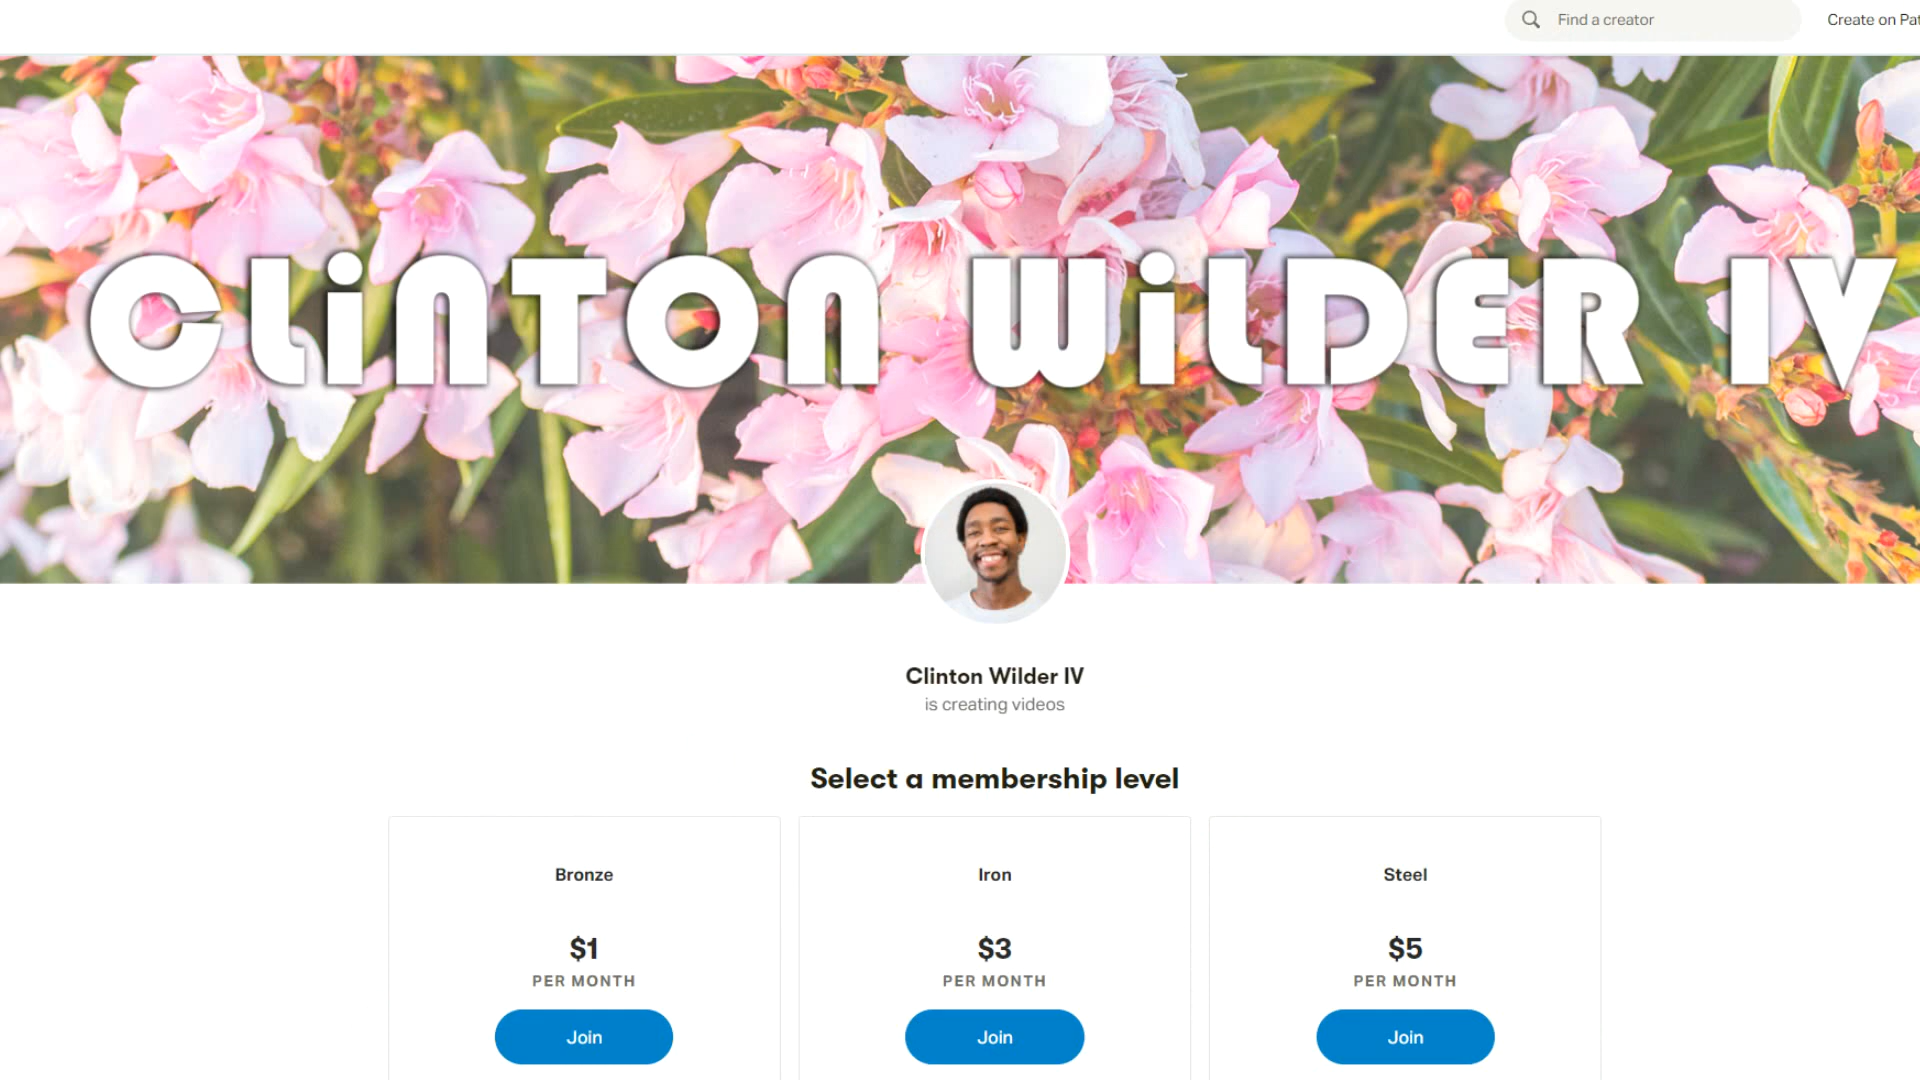 Find a creator
Create on Pat
CLINTON WILDER IV
Clinton Wilder IV
is creating videos
Select a membership level
Bronze
Iron
Steel
$1
$3
$5
PER MONTH
PER MONTH
PER MONTH
Join
Join
Join